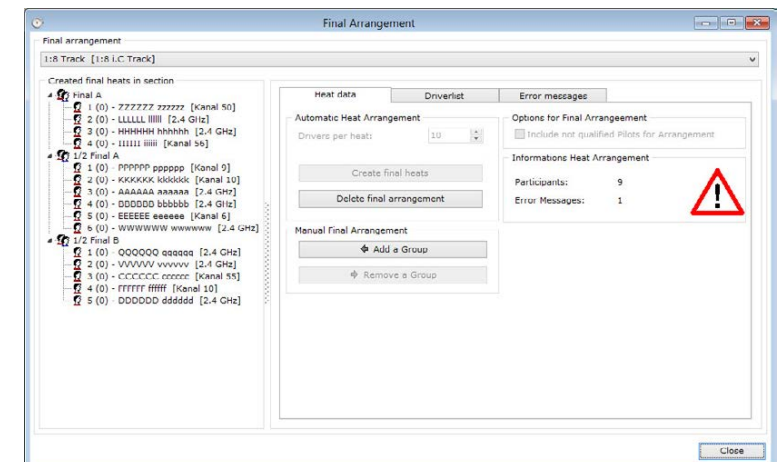 Final Arrangement
Final arrangement
1:8 Track [1:8 i.C Track]
Created final heats in section
Final A
1 (0) - ZZZZZZ zzzzzz [Kanal 50]
2 (0) - LLLLLL llllll [2.4 GHz]
3 (0) - HHHHHH hhhhhh [2.4 GHz]
4 (0) - IIIIII iiiiii [Kanal 56]
1/2 Final A
1 (0) - PPPPPP pppppp [Kanal 9]
2 (0) - KKKKKK kkkkkk [Kanal 10]
3 (0) - AAAAAA aaaaaa [2.4 GHz]
4 (0) - BBBBBB bbbbbb [2.4 GHz]
5 (0) - EEEEEE eeeeee [Kanal 6]
6 (0) - WWWWWW wwwwww [2.4 GHz]
1/2 Final B
1 (0) - QQQQQQ qqqqqq [2.4 GHz]
2 (0) - VVVVVV vvvvvv [2.4 GHz]
3 (0) - CCCCCC cccccc [Kanal 55]
4 (0) - FFFFFF ffffff [Kanal 10]
5 (0) - DDDDDD dddddd [2.4 GHz]
Heat data
Driverlist
Error messages
Automatic Heat Arrangement
Drivers per heat: 10
Create final heats
Delete final arrangement
Manual Final Arrangement
Add a Group
Remove a Group
Options for Final Arrangeement
Include not qualified Pilots for Arrangement
Informations Heat Arrangement
Participants: 9
Error Messages: 1
Close